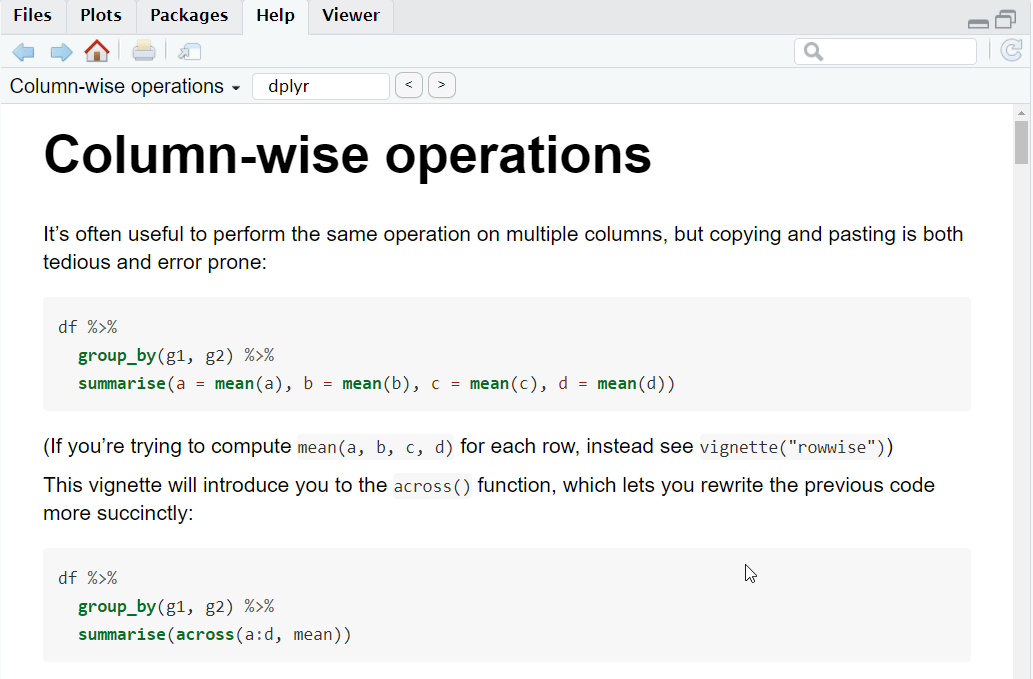 Files Plots Packages Help Viewer
Column-wise operations dplyr < >
Column-wise operations
It’s often useful to perform the same operation on multiple columns, but copying and pasting is both
tedious and error prone:
df %>%
  group_by(g1, g2) %>%
  summarise(a = mean(a), b = mean(b), c = mean(c), d = mean(d))
(If you’re trying to compute mean(a, b, c, d) for each row, instead see vignette("rowwise"))
This vignette will introduce you to the across() function, which lets you rewrite the previous code
more succinctly:
df %>%
  group_by(g1, g2) %>%
  summarise(across(a:d, mean))